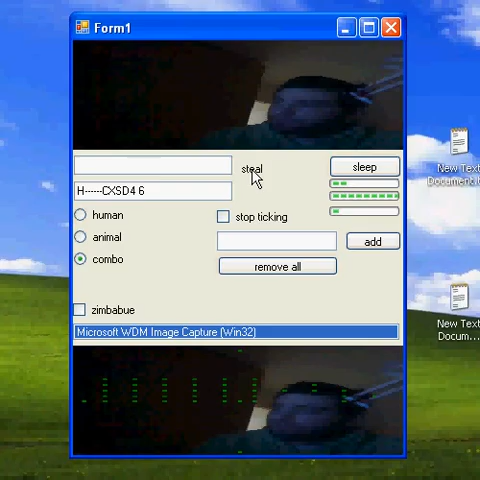 Form1
steal
sleep
H------CXSD4 6
human
stop ticking
animal
add
combo
remove all
zimbabue
Microsoft WDM Image Capture (Win32)
New Text
Document.
New Text
Docum...